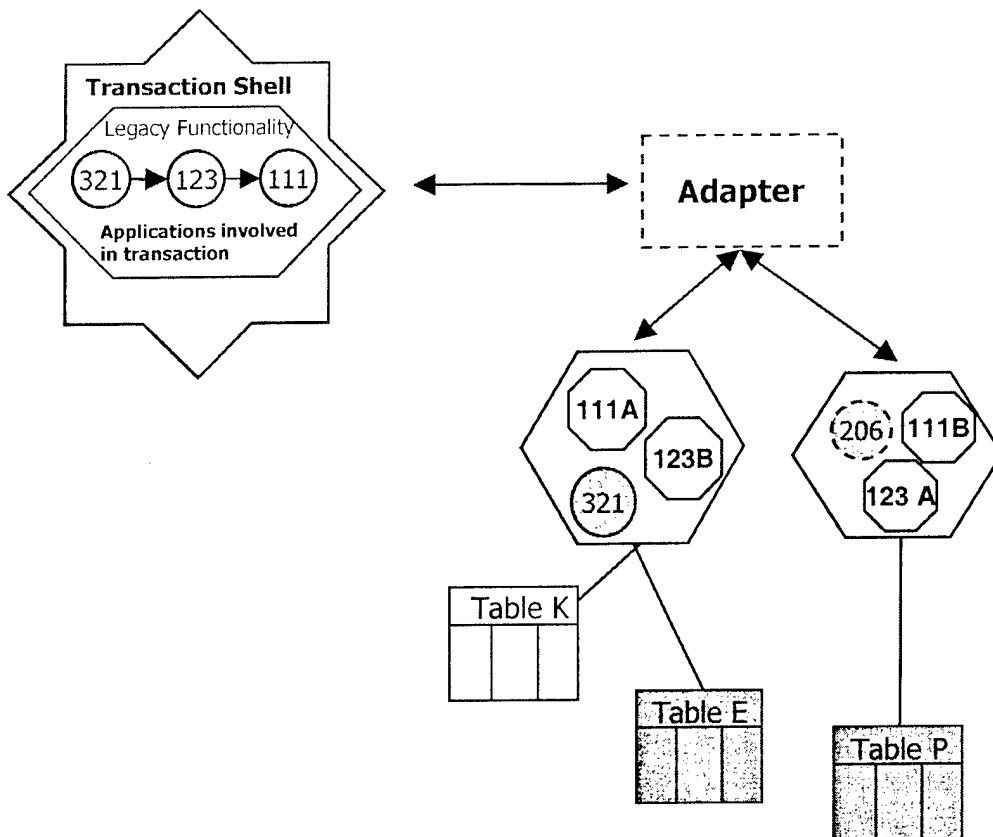 Transaction Shell
Legacy Functionality
321
123
111
Applications involved
in transaction
Adapter
111A
123B
321
206
111B
123 A
Table K
Table E
Table P